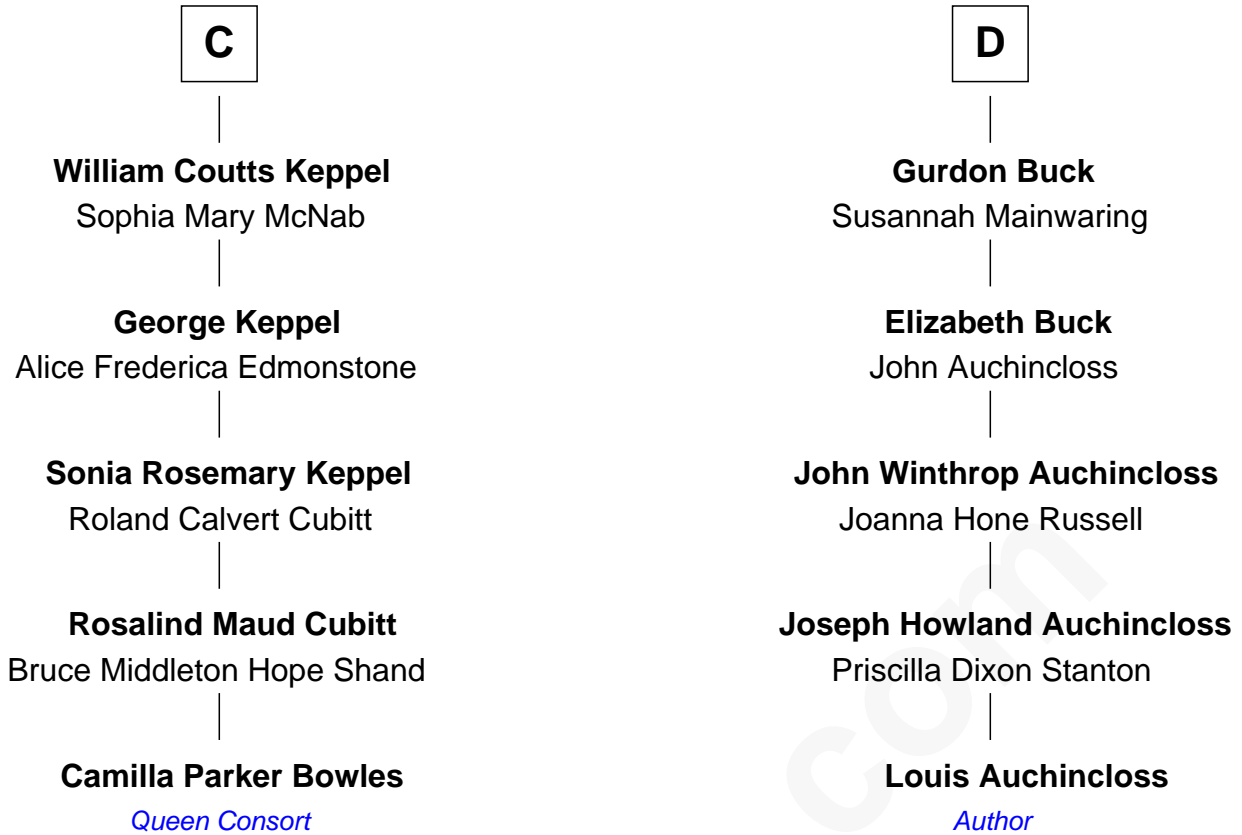 C
William Coutts Keppel
Sophia Mary McNab
George Keppel
Alice Frederica Edmonstone
Sonia Rosemary Keppel
Roland Calvert Cubitt
Rosalind Maud Cubitt
Bruce Middleton Hope Shand
Camilla Parker Bowles
Queen Consort
D
Gurdon Buck
Susannah Mainwaring
Elizabeth Buck
John Auchincloss
John Winthrop Auchincloss
Joanna Hone Russell
Joseph Howland Auchincloss
Priscilla Dixon Stanton
Louis Auchincloss
Author
com